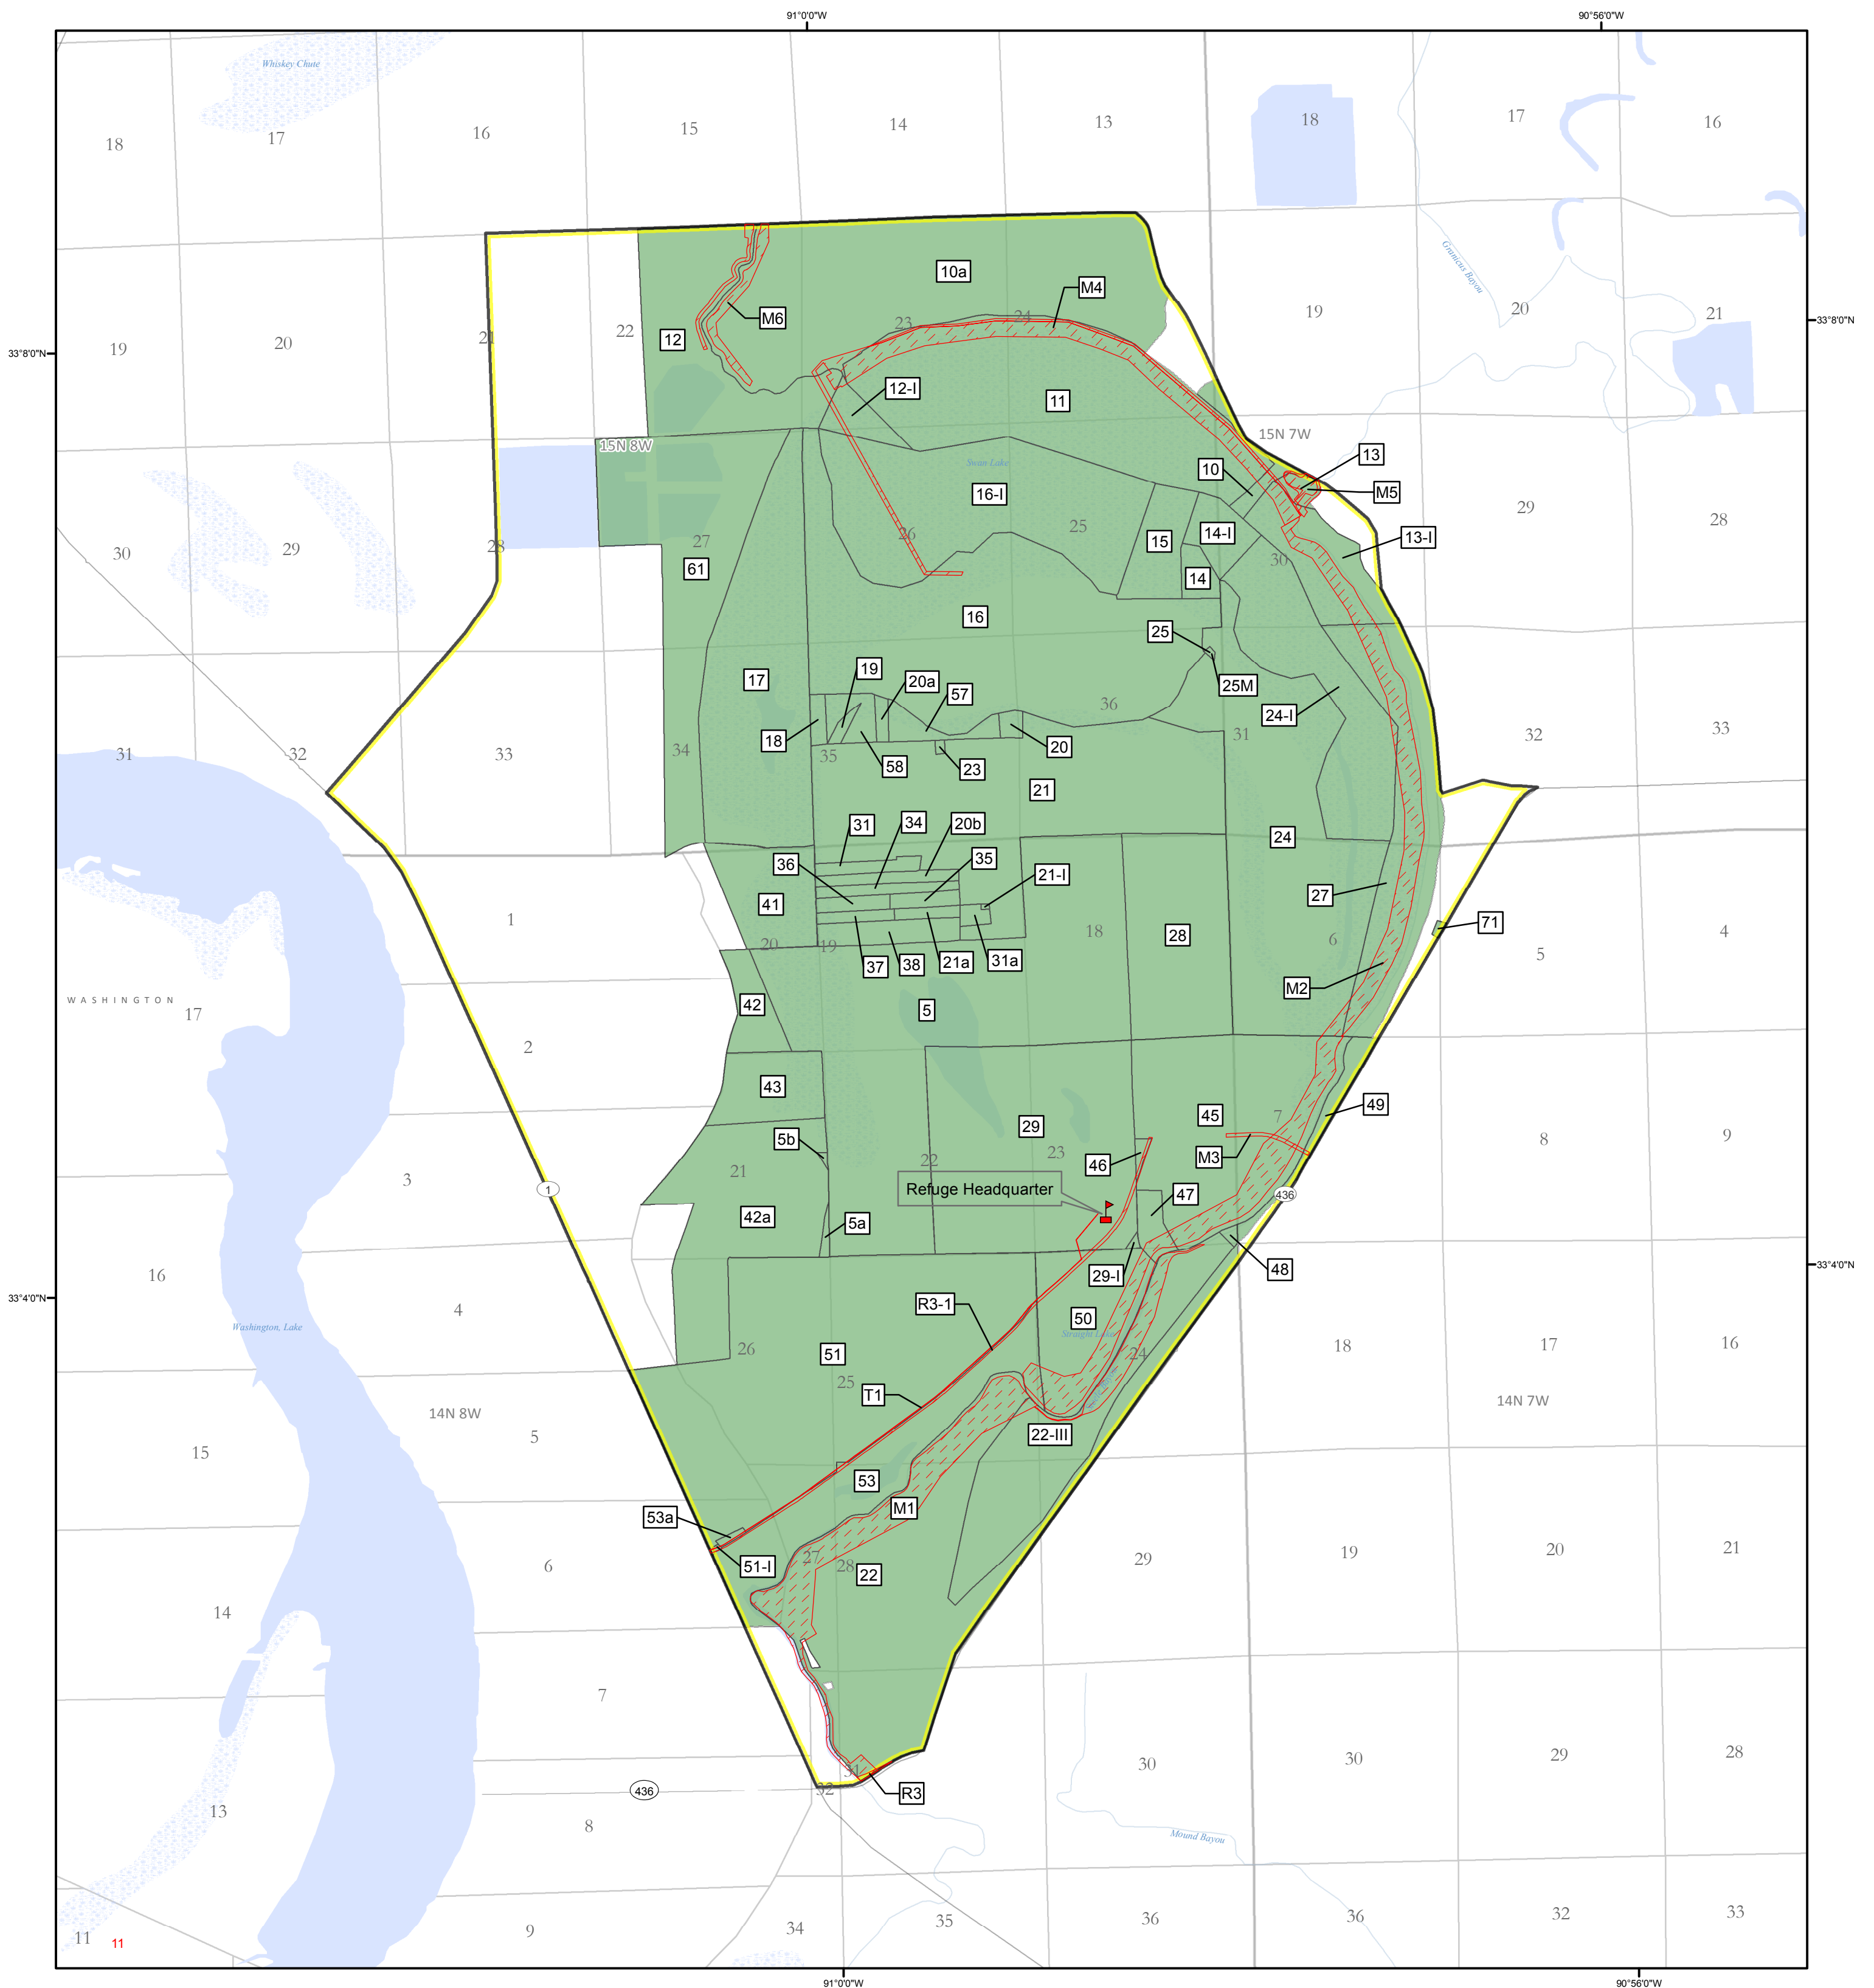 91°0'0"W 90°56'0"W
Whiskey Chute
18 17 16 15 14 13 18 17 16
Granicus Bayou
10a
M4
M6
33°8'0"N 33°8'0"N
19 20 21 22 12 23 24 19 20 21
12-I
11
15N 8W 15N 7W
13
10
Swan Lake
M5
16-I
30 29 28 27 26 25 15 14-I 30 13-I 29 28
61
14
16
25
17 19 20a 57 25M
24-I
31 32 33 34 18 35 58 23 20 36 31 32 33
21
31 34 20b
24
36 35 21-I
27
41
1 20 19 18 28 6 71 5 4
37 38 21a 31a
M2
WASHINGTON
17
42 5
2
43
49
29 45 7
5b 8 9
M3
3 21 22 23 46
Refuge Headquarter
1 47 436
42a 5a
16 29-I 48
33°4'0"N 33°4'0"N
4 R3-1 50
Washington, Lake Straight Lake
26 51 25 24 18 17 16
T1
14N 8W 14N 7W
15 5 22-III
53
M1
53a
6 51-I 27 28 22 29 19 20 21
14
7
30 30 29 28
31
32
436 R3
13 8
Mound Bayou
11 11 9 34 35 36 36 32 33
91°0'0"W 90°56'0"W